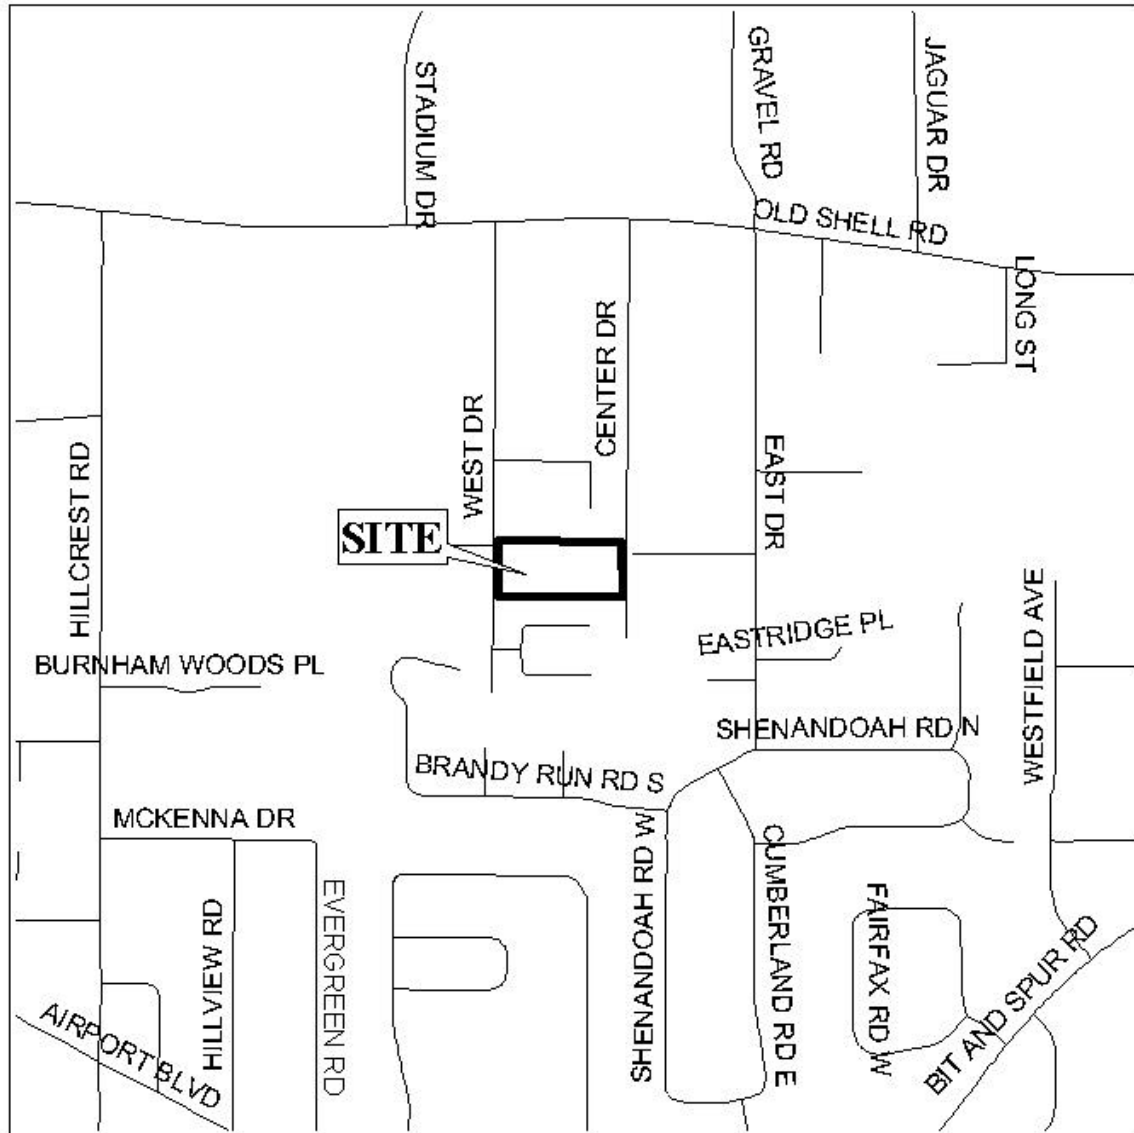 STADIUM DR
GRAVEL RD
JAGUAR DR
OLD SHELL RD
LONG ST
CENTER DR
WEST DR
EAST DR
HILLCREST RD
SITE
WESTFIELD AVE
EASTRIDGE PL
BURNHAM WOODS PL
SHENANDOAH RD N
BRANDY RUN RD S
MCKENNA DR
SHENANDOAH RD W
CUMBERLAND RD E
EVERGREEN RD
FAIRFAX RD W
HILLVIEW RD
BIT AND SPUR RD
AIRPORT BLVD